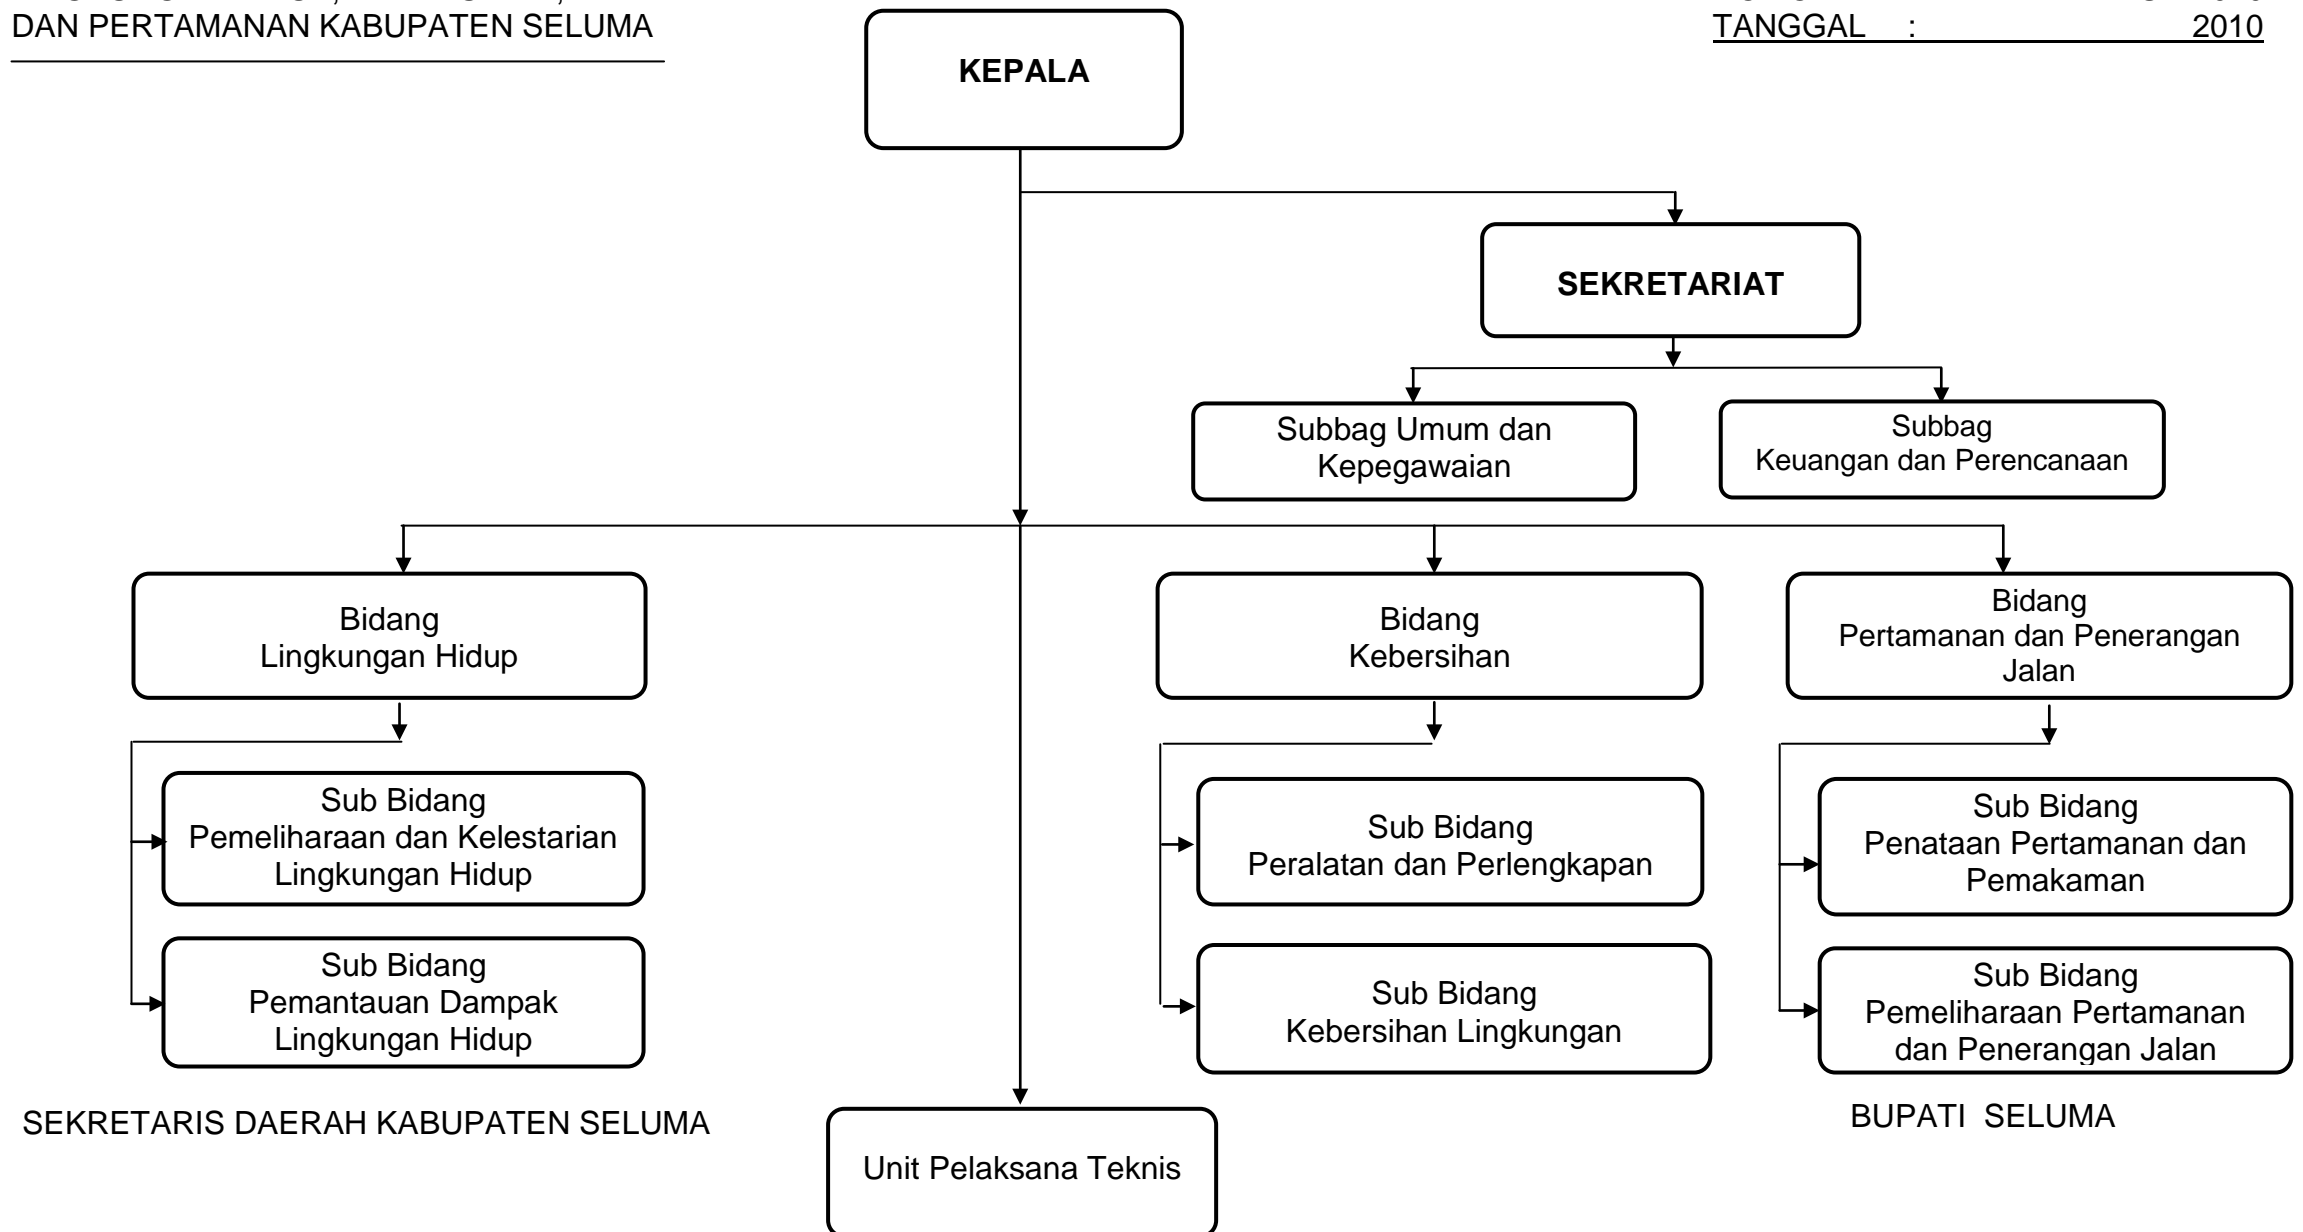 DAN PERTAMANAN KABUPATEN SELUMA
TANGGAL : 2010
KEPALA
SEKRETARIAT
Subbag Umum dan
Kepegawaian
Subbag
Keuangan dan Perencanaan
Bidang
Lingkungan Hidup
Bidang
Kebersihan
Bidang
Pertamanan dan Penerangan
Jalan
Sub Bidang
Pemeliharaan dan Kelestarian
Lingkungan Hidup
Sub Bidang
Peralatan dan Perlengkapan
Sub Bidang
Penataan Pertamanan dan
Pemakaman
Sub Bidang
Pemantauan Dampak
Lingkungan Hidup
Sub Bidang
Kebersihan Lingkungan
Sub Bidang
Pemeliharaan Pertamanan
dan Penerangan Jalan
SEKRETARIS DAERAH KABUPATEN SELUMA
BUPATI SELUMA
Unit Pelaksana Teknis